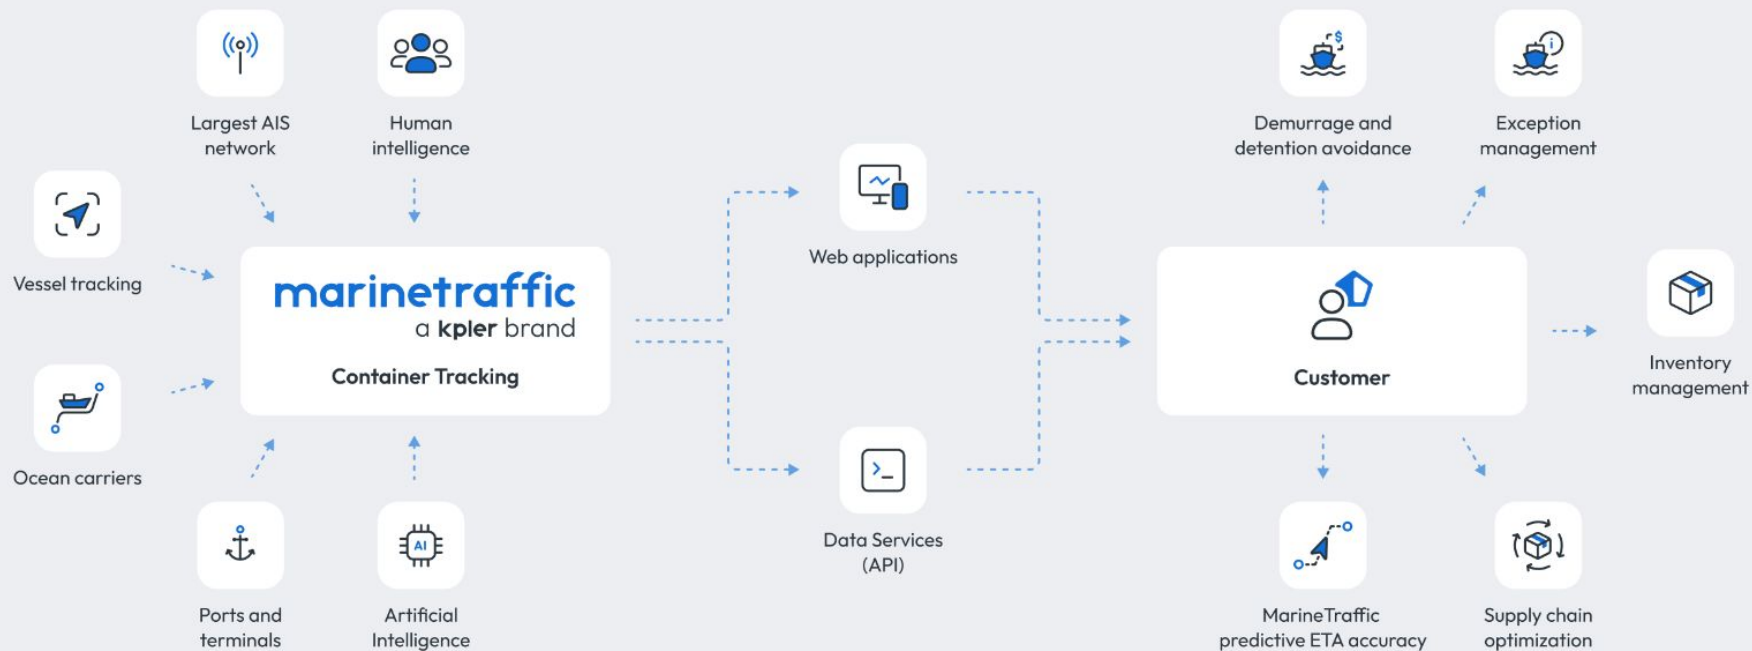 Largest AIS
network
Human
intelligence
Vessel tracking
Ocean carriers
marinetraffic
a kpler brand
Container Tracking
Ports and
terminals
AI
Artificial
Intelligence
Web applications
>_
Data Services
(API)
$
Demurrage and
detention avoidance
i
Exception
management
Customer
Inventory
management
MarineTraffic
predictive ETA accuracy
Supply chain
optimization